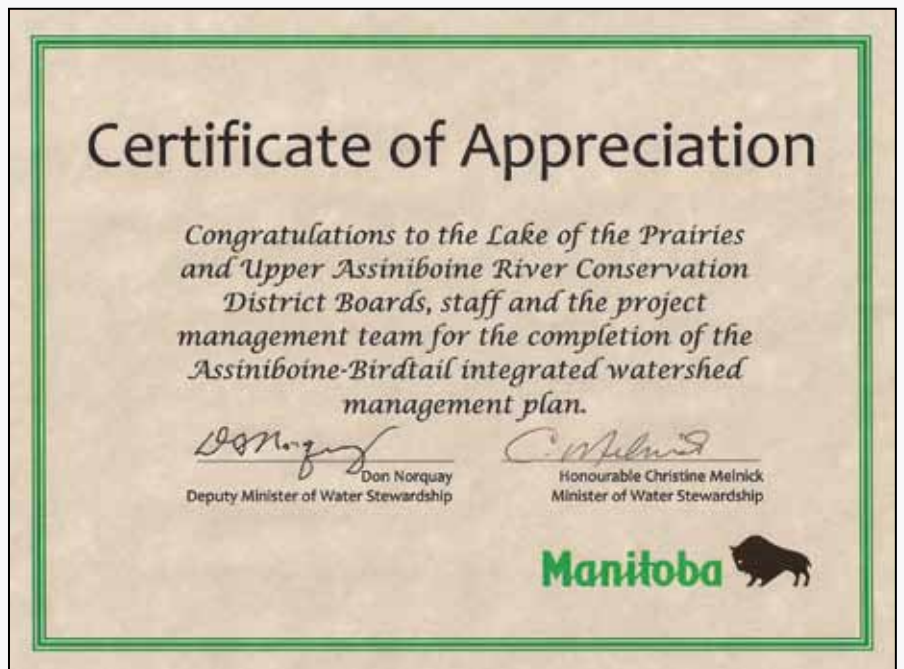 Certificate of Appreciation
Congratulations to the Lake of the Prairies
and Upper Assiniboine River Conservation
District Boards, staff and the project
management team for the completion of the
Assiniboine-Birdtail integrated watershed
management plan.
D Norquay
C. Melnick
Don Norquay
Honourable Christine Melnick
Deputy Minister of Water Stewardship
Minister of Water Stewardship
Manitoba